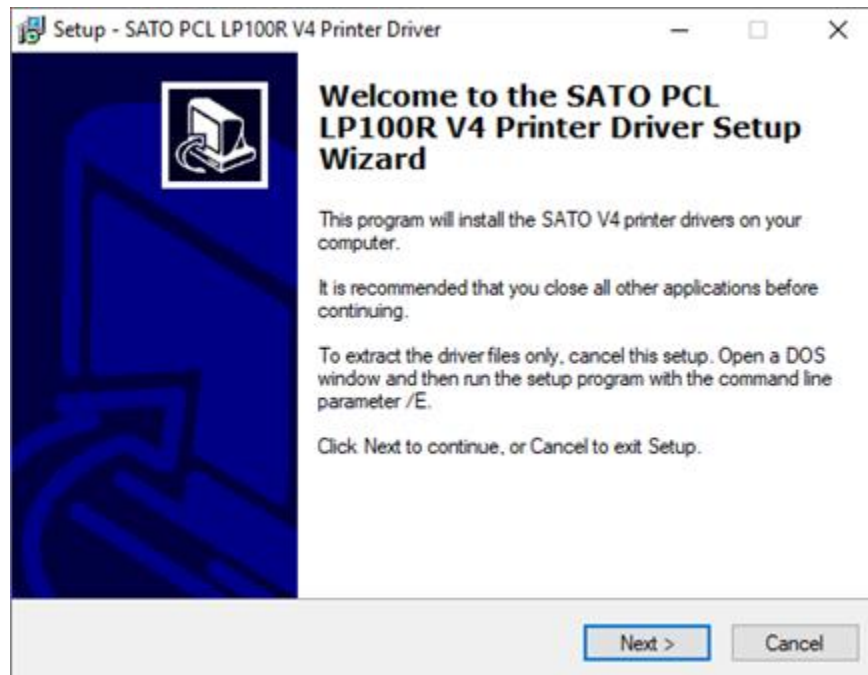 Setup - SATO PCL LP100R V4 Printer Driver
Welcome to the SATO PCL
LP100R V4 Printer Driver Setup
Wizard
This program will install the SATO V4 printer drivers on your
computer.
It is recommended that you close all other applications before
continuing.
To extract the driver files only, cancel this setup. Open a DOS
window and then run the setup program with the command line
parameter /E.
Click Next to continue, or Cancel to exit Setup.
Next >
Cancel